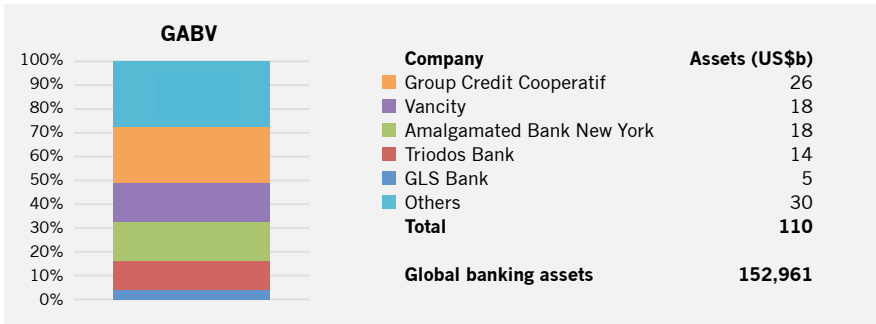 GABV
100%
90%
80%
70%
60%
50%
40%
30%
20%
10%
0%
Company Assets (US$b)
Group Credit Cooperatif 26
Vancity 18
Amalgamated Bank New York 18
Triodos Bank 14
GLS Bank 5
Others 30
Total 110
Global banking assets 152,961